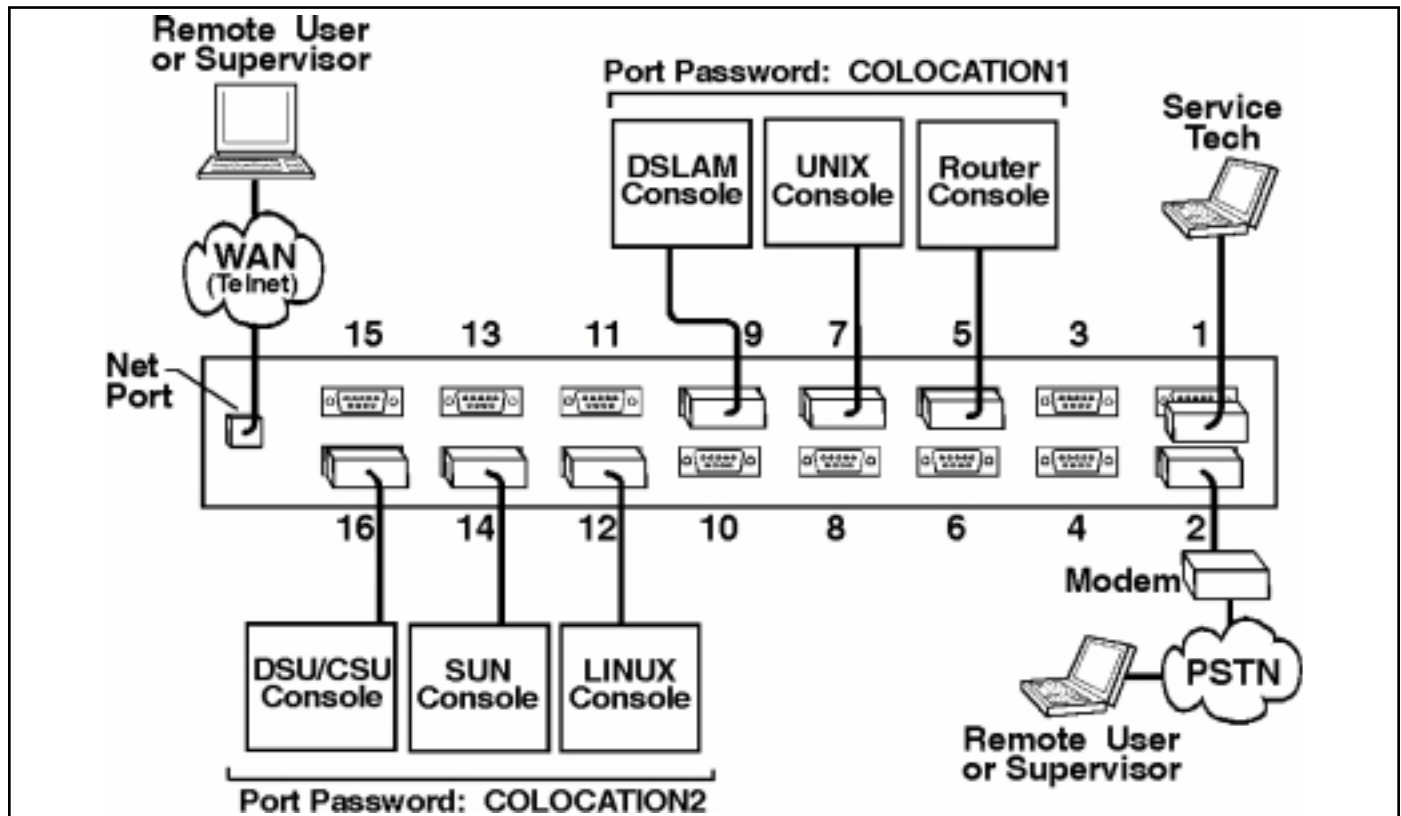 Remote User
or Supervisor
Port Password: COLOCATION1
Service
Tech
DSLAM
Console
UNIX
Console
Router
Console
WAN
(Telnet)
15 13 11 9 7 5 3 1
Net
Port
16 14 12 10 8 6 4 2
Modem
DSU/CSU
Console
SUN
Console
LINUX
Console
PSTN
Remote User
or Supervisor
Port Password: COLOCATION2